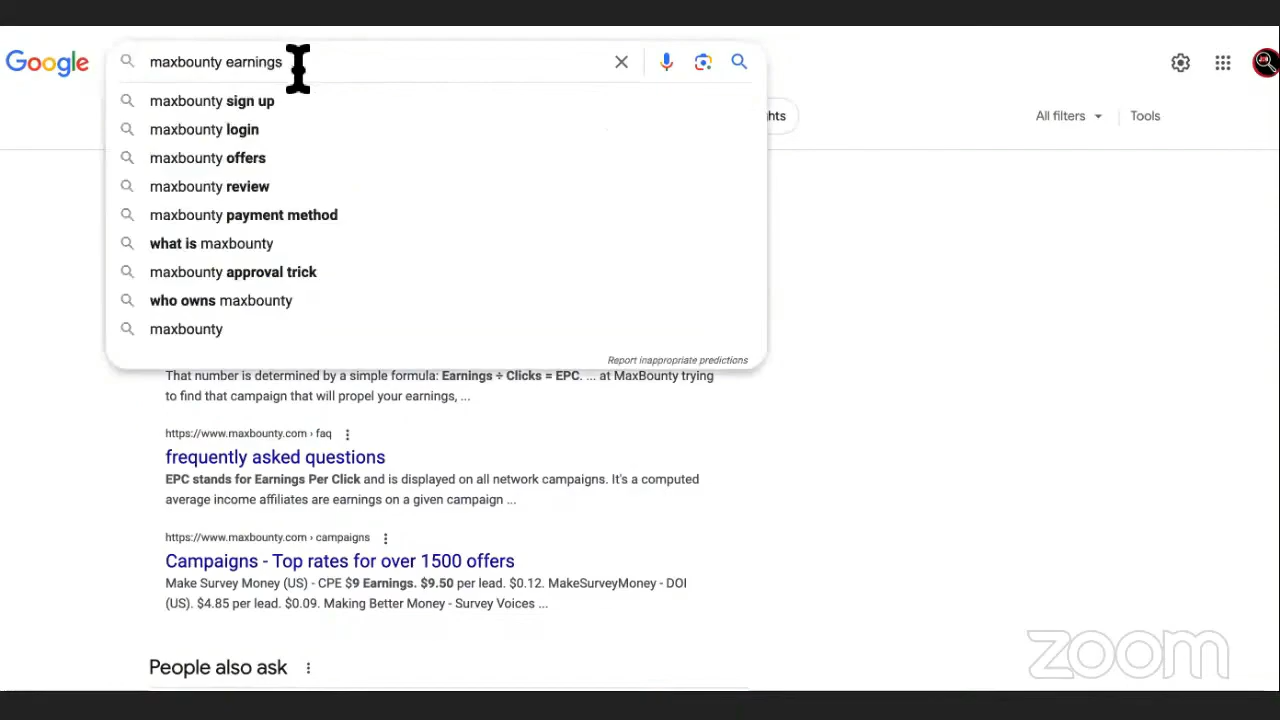 Google
maxbounty earnings
maxbounty sign up
maxbounty login
maxbounty offers
maxbounty review
maxbounty payment method
what is maxbounty
maxbounty approval trick
who owns maxbounty
maxbounty
Report inappropriate predictions
hts
All filters
Tools
That number is determined by a simple formula: Earnings ÷ Clicks = EPC. ... at MaxBounty trying
to find that campaign that will propel your earnings, ...
https://www.maxbounty.com › faq
frequently asked questions
EPC stands for Earnings Per Click and is displayed on all network campaigns. It's a computed
average income affiliates are earnings on a given campaign ...
https://www.maxbounty.com › campaigns
Campaigns - Top rates for over 1500 offers
Make Survey Money (US) - CPE $9 Earnings. $9.50 per lead. $0.12. MakeSurveyMoney - DOI
(US). $4.85 per lead. $0.09. Making Better Money - Survey Voices ...
People also ask
zoom